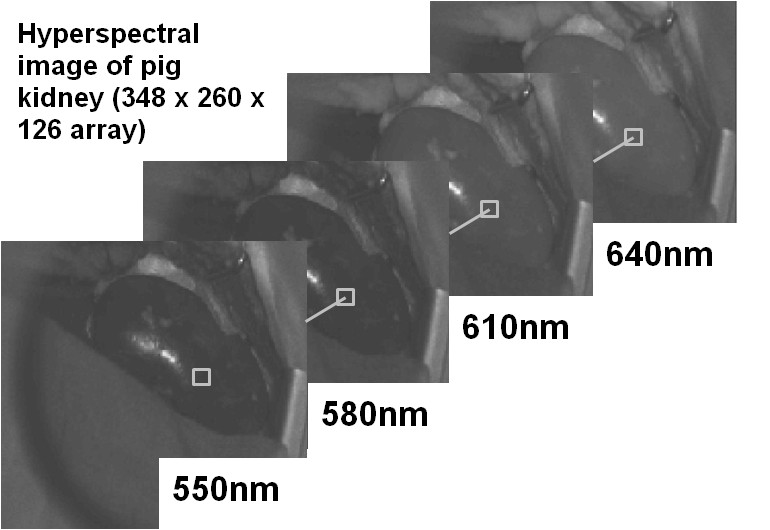 Hyperspectral
image of pig
kidney (348 x 260 x
126 array)
640nm
610nm
580nm
550nm